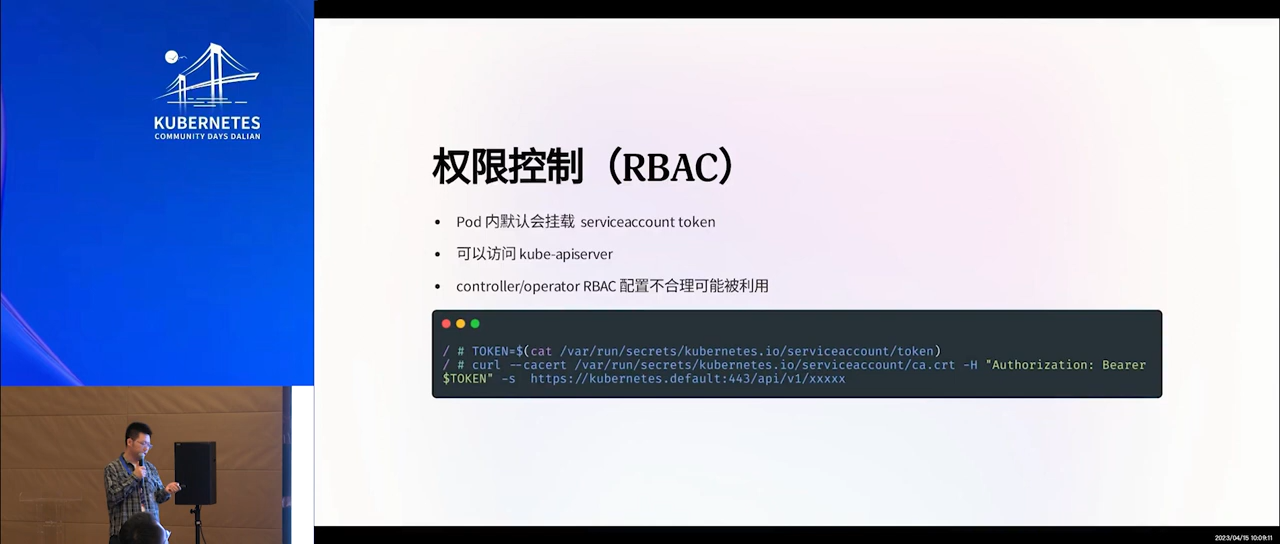 KUBERNETES
COMMUNITY DAYS DALIAN
权限控制（RBAC）
• Pod 内默认会挂载 serviceaccount token
• 可以访问 kube-apiserver
• controller/operator RBAC 配置不合理可能被利用
/ # TOKEN=$(cat /var/run/secrets/kubernetes.io/serviceaccount/token)
/ # curl --cacert /var/run/secrets/kubernetes.io/serviceaccount/ca.crt -H "Authorization: Bearer
$TOKEN" -s  https://kubernetes.default:443/api/v1/xxxxx
2023/04/15 10:09:11